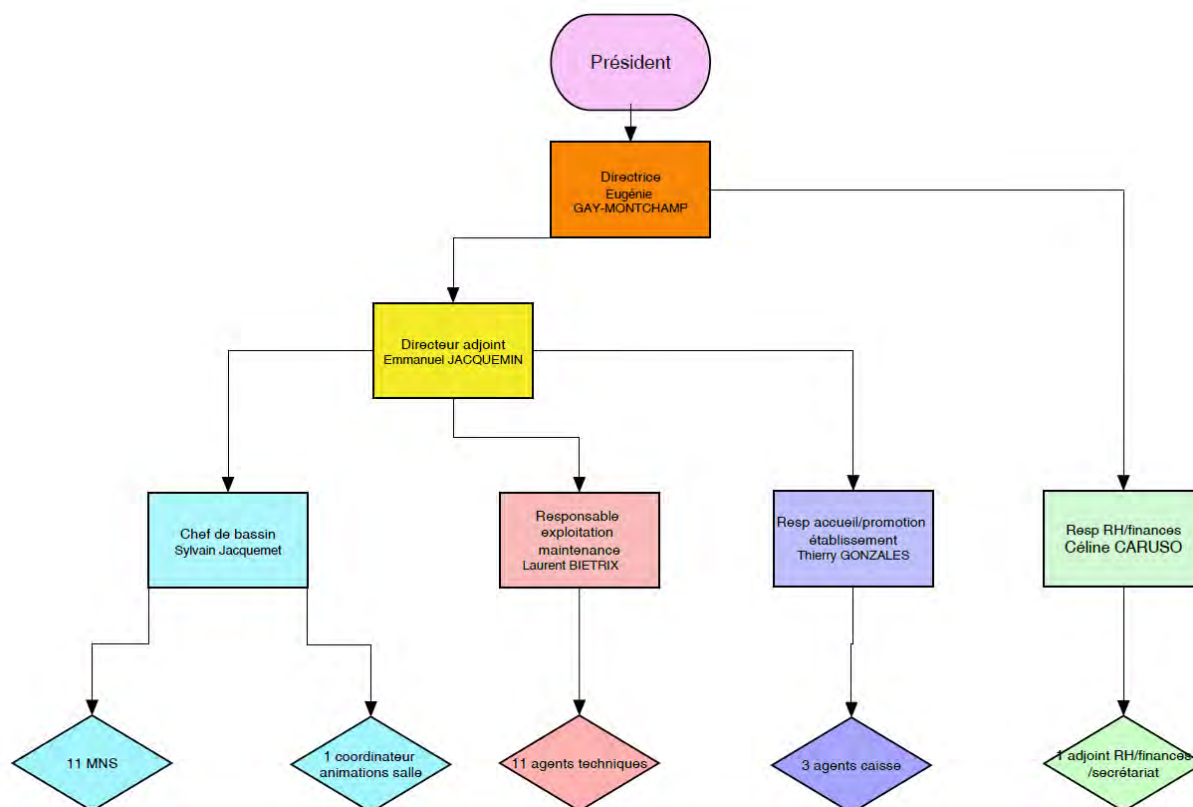 Président
Directrice
Eugénie
GAY-MONTCHAMP
Directeur adjoint
Emmanuel JACQUEMIN
Chef de bassin
Sylvain Jacquemet
Responsable
exploitation
maintenance
Laurent BIETRIX
Resp accueil/promotion
établissement
Thierry GONZALES
Resp RH/finances
Céline CARUSO
11 MNS
1 coordinateur
animations salle
11 agents techniques
3 agents caisse
1 adjoint RH/finances
/secrétariat